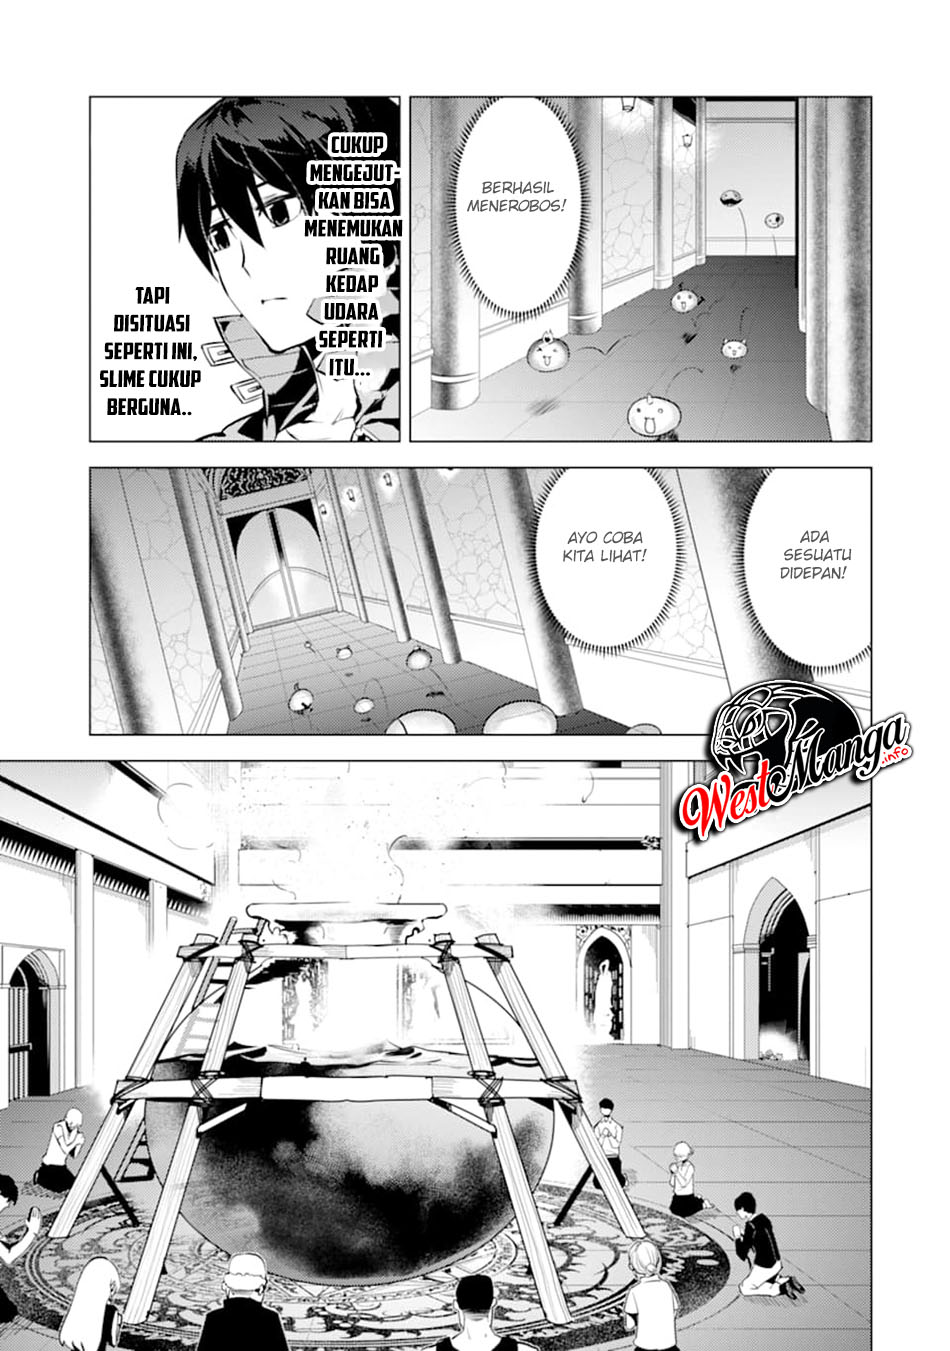 BERHASIL
MENEROBOS!
CUKUP
MENGEJUT-
KAN BISA
MENEMUKAN
RUANG
KEDAP
UDARA
SEPERTI
ITU...
TAPI
DISITUASI
SEPERTI INI,
SLIME CUKUP
BERGUNA..
ADA
SESUATU
DIDEPAN!
AYO COBA
KITA LIHAT!
WestManga
.info